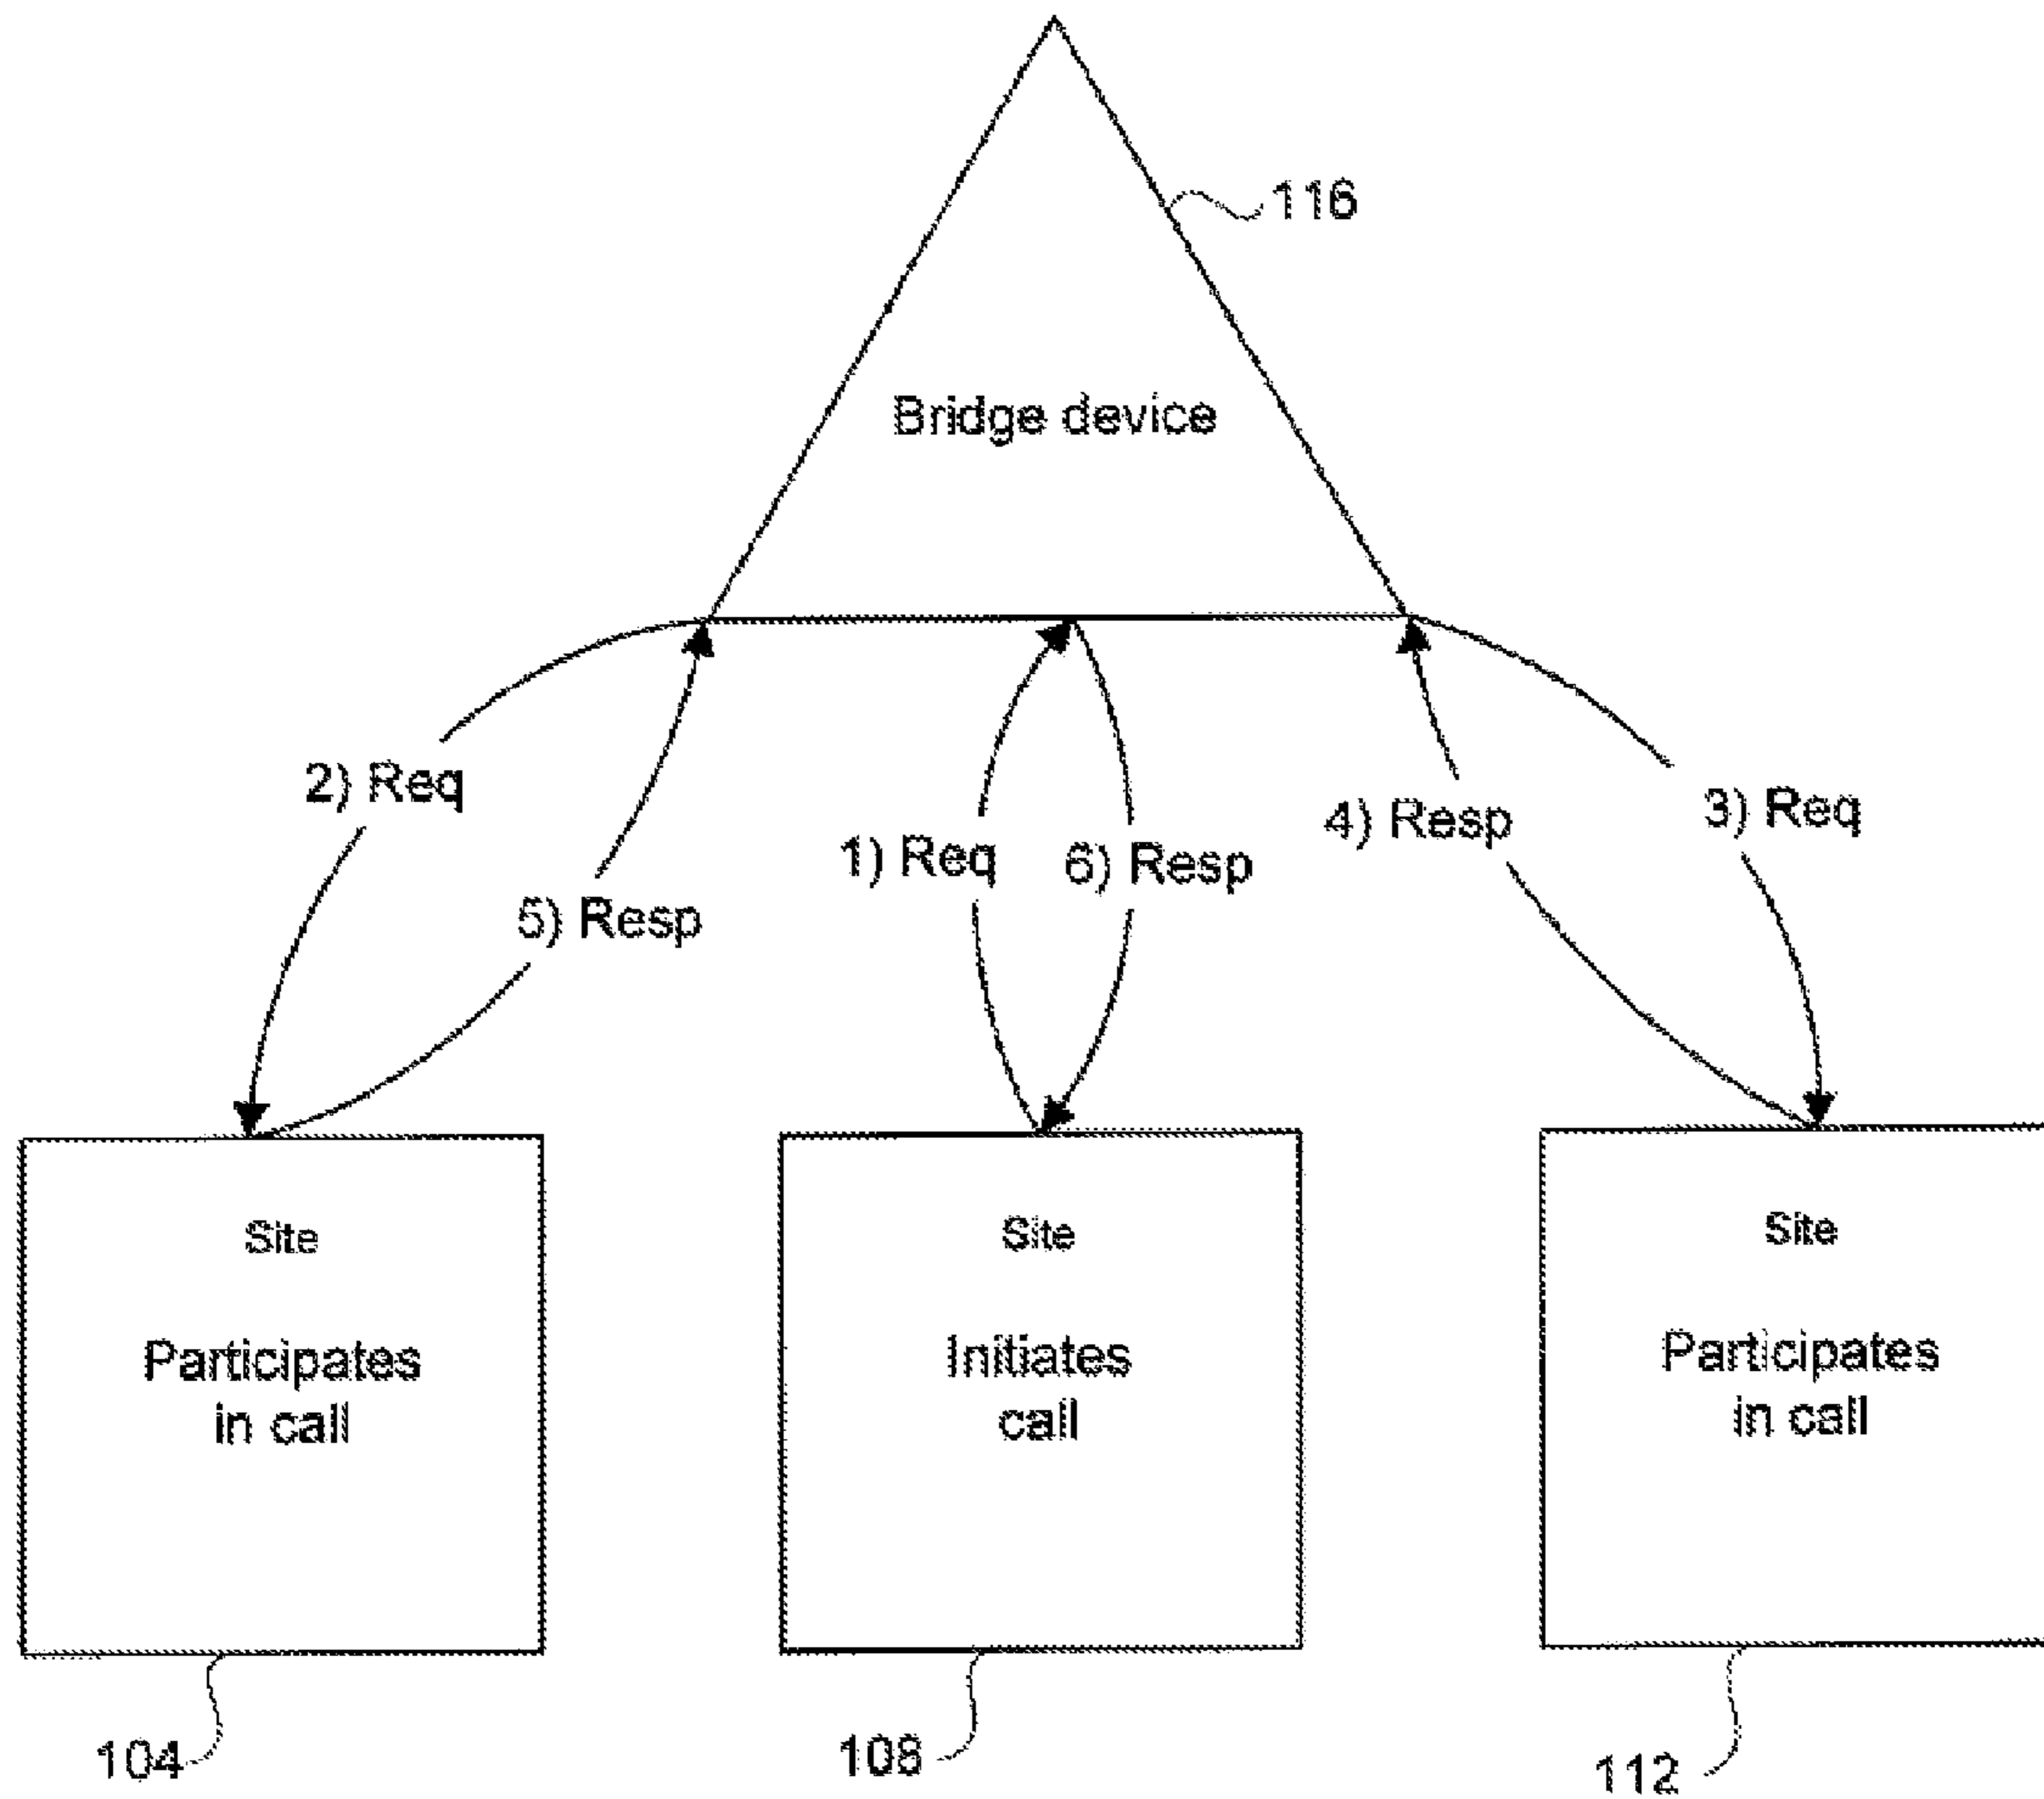 116
Bridge device
2) Req
5) Resp
1) Req
6) Resp
4) Resp
3) Req
Site
Participates
in call
Site
Initiates
call
Site
Participates
in call
104
108
112